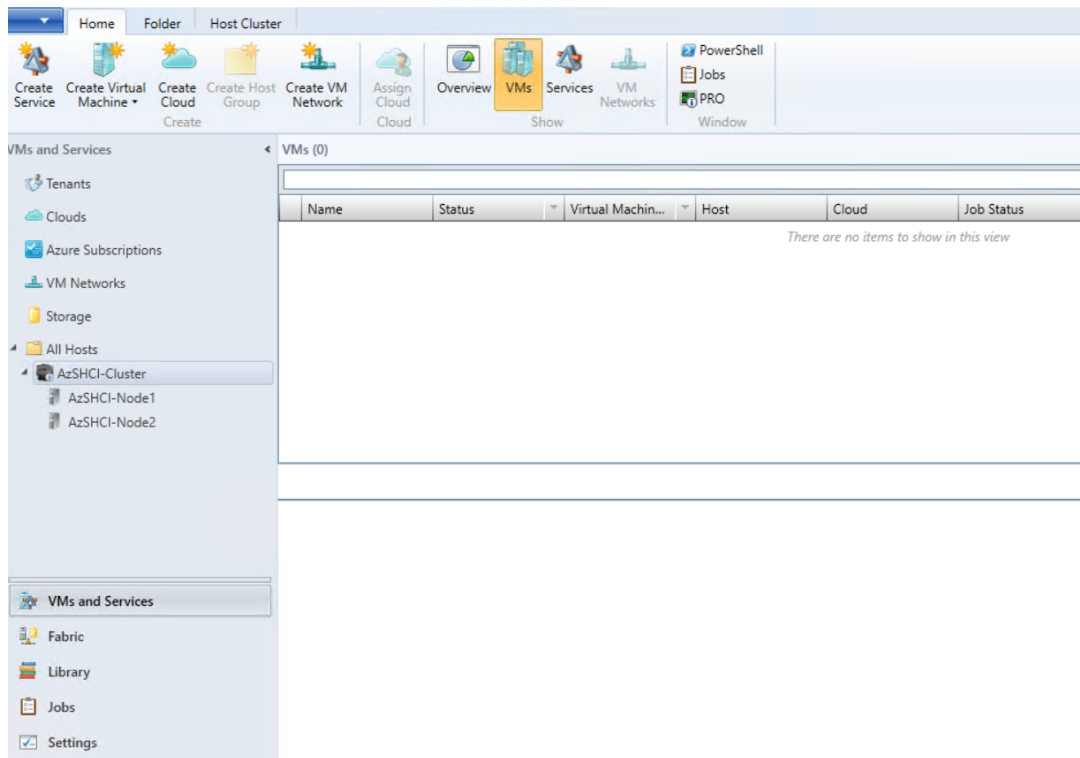 Home Folder Host Cluster
Create Service
Create Virtual Machine
Create Cloud
Create Host Group
Create VM Network
Assign Cloud
Overview
VMs
Services
VM Networks
PowerShell
Jobs
PRO
Create Cloud Show Window
VMs and Services
VMs (0)
Tenants
Clouds
Azure Subscriptions
VM Networks
Storage
All Hosts
AzSHCI-Cluster
AzSHCI-Node1
AzSHCI-Node2
Name Status Virtual Machin... Host Cloud Job Status
There are no items to show in this view
VMs and Services
Fabric
Library
Jobs
Settings